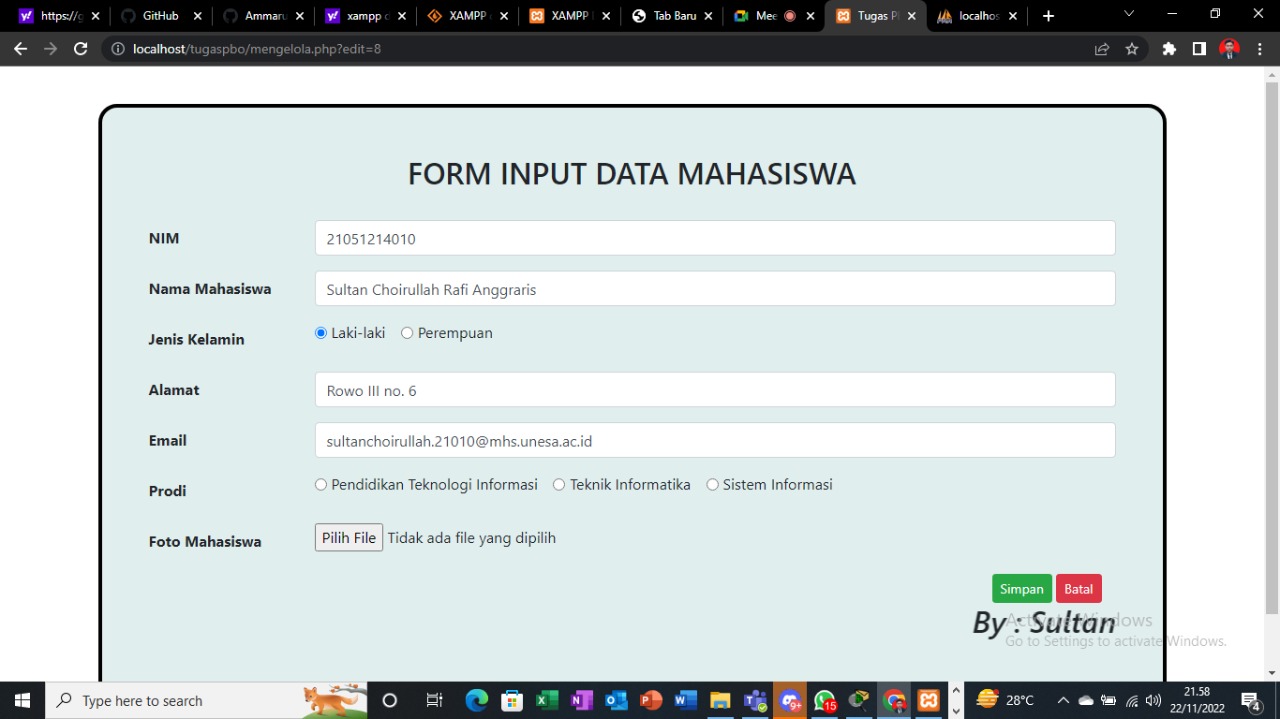 https://g
GitHub
Ammaru
xampp
XAMPP
XAMPP
Tab Baru
Mee
Tugas P
localhos
localhost/tugaspbo/mengelola.php?edit=8
FORM INPUT DATA MAHASISWA
NIM
21051214010
Nama Mahasiswa
Sultan Choirullah Rafi Anggraris
Jenis Kelamin
Laki-laki Perempuan
Alamat
Rowo III no. 6
Email
sultanchoirullah.21010@mhs.unesa.ac.id
Prodi
Pendidikan Teknologi Informasi Teknik Informatika Sistem Informasi
Foto Mahasiswa
Pilih File Tidak ada file yang dipilih
Simpan Batal
By : Sultan
Activate Windows
Go to Settings to activate Windows.
Type here to search
9+
15
28°C
21.58
22/11/2022
4